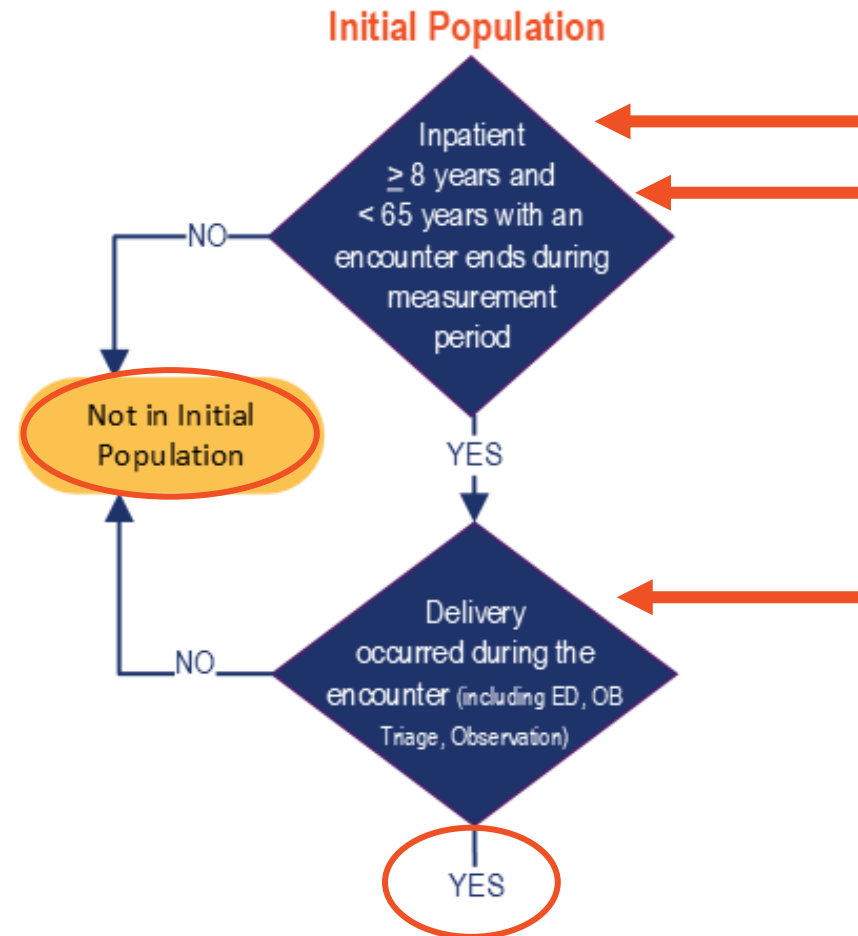 Initial Population
Inpatient
≥ 8 years and
< 65 years with an
encounter ends during
measurement
period
NO
Not in Initial
Population
YES
Delivery
occurred during the
encounter (including ED, OB
Triage, Observation)
NO
YES